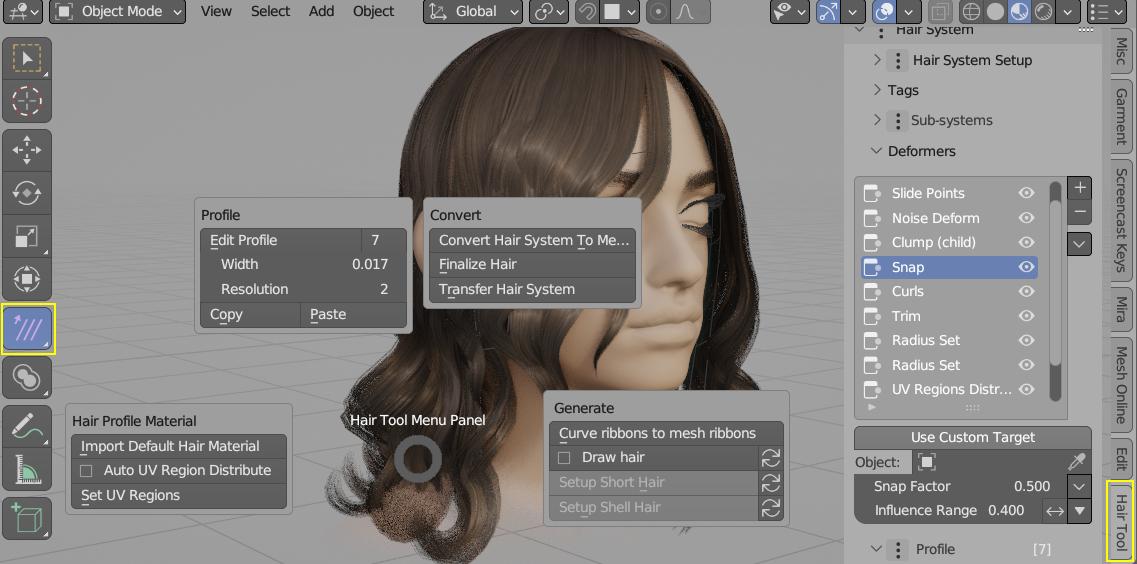 Object Mode
View
Select
Add
Object
Global
Profile
Edit Profile 7
Width 0.017
Resolution 2
Copy Paste
Convert
Convert Hair System To Me...
Finalize Hair
Transfer Hair System
Hair Profile Material
Import Default Hair Material
Auto UV Region Distribute
Set UV Regions
Hair Tool Menu Panel
Generate
Curve ribbons to mesh ribbons
Draw hair
Setup Short Hair
Setup Shell Hair
Hair System
Hair System Setup
Tags
Sub-systems
Deformers
Slide Points
Noise Deform
Clump (child)
Snap
Curls
Trim
Radius Set
Radius Set
UV Regions Distr...
Use Custom Target
Object:
Snap Factor 0.500
Influence Range 0.400
Profile [7]
Misc
Garment
Screencast Keys
Mira
Mesh Online
Edit
Hair Tool